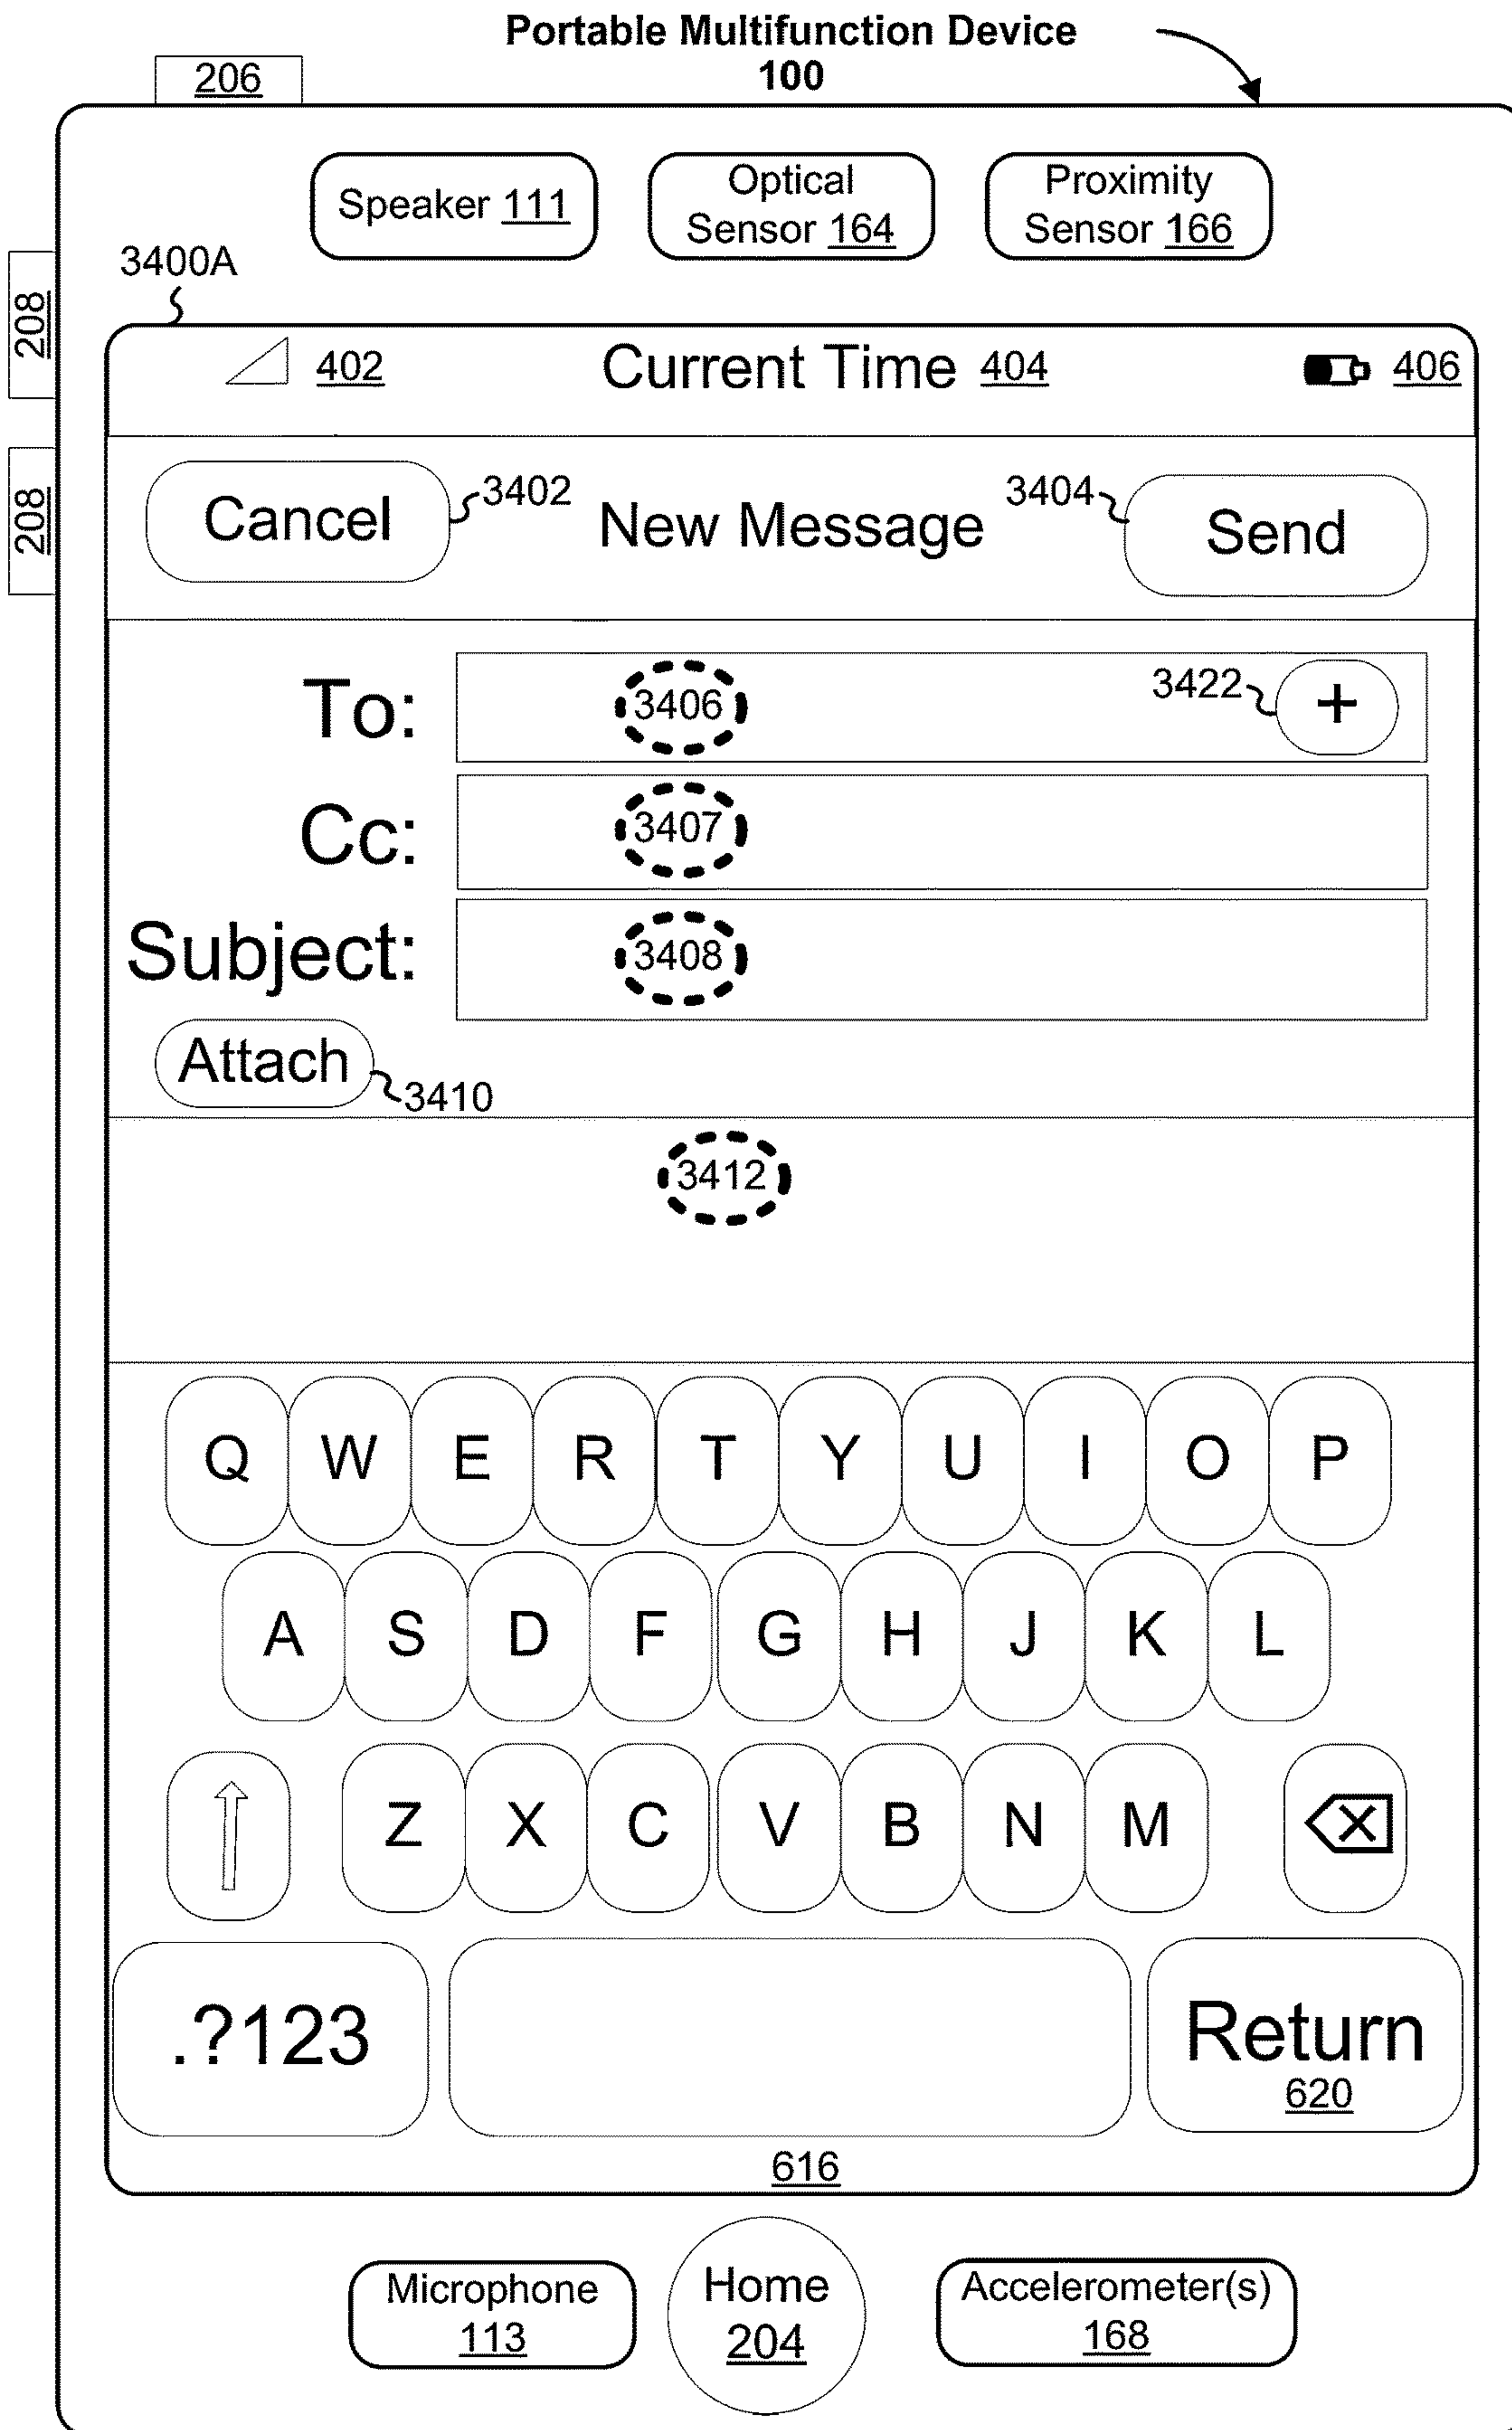 Portable Multifunction Device
100
206
Speaker 111
Optical
Sensor 164
Proximity
Sensor 166
3400A
208
208
402
Current Time 404
406
Cancel
3402
New Message
3404
Send
To:
3406
3422
+
Cc:
3407
Subject:
3408
Attach
3410
3412
Q W E R T Y U I O P
A S D F G H J K L
Z X C V B N M
.?123
Return
620
616
Microphone
113
Home
204
Accelerometer(s)
168